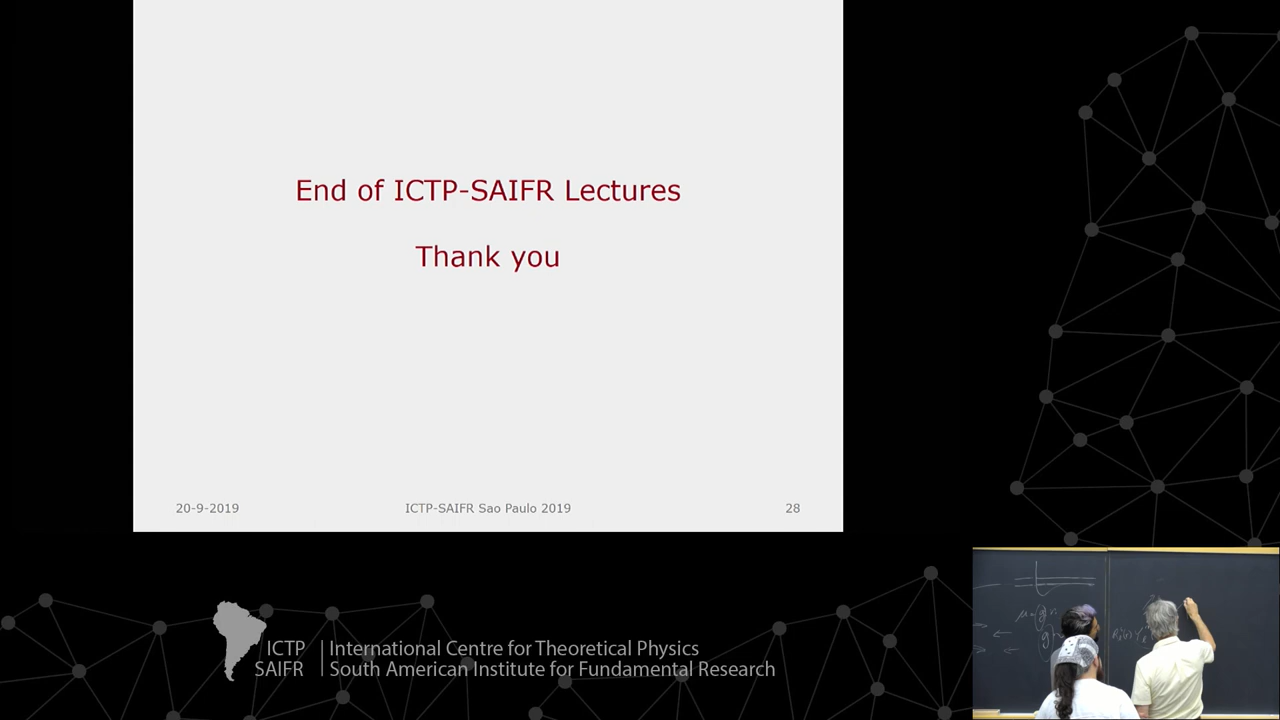 End of ICTP-SAIFR Lectures
Thank you
20-9-2019
ICTP-SAIFR Sao Paulo 2019
28
ICTP
SAIFR
International Centre for Theoretical Physics
South American Institute for Fundamental Research